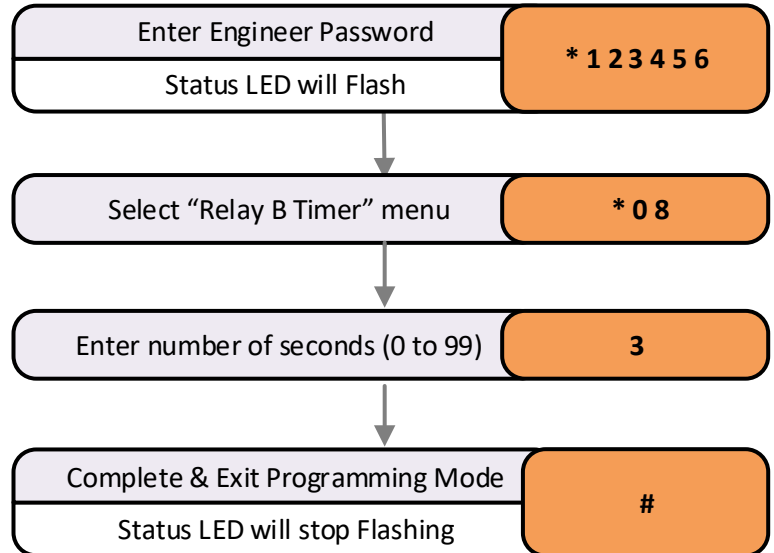 Enter Engineer Password
* 1 2 3 4 5 6
Status LED will Flash
Select “Relay B Timer” menu
* 0 8
Enter number of seconds (0 to 99)
3
Complete & Exit Programming Mode
#
Status LED will stop Flashing